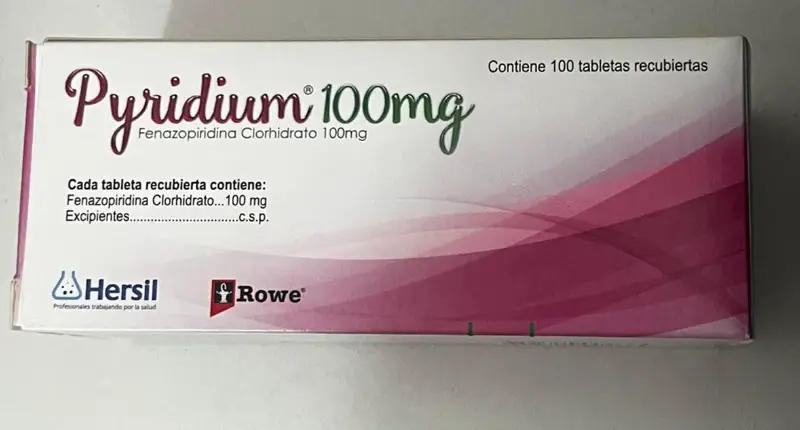 Contiene 100 tabletas recubiertas
Pyridium® 100mg
Fenazopiridina Clorhidrato 100mg
Cada tableta recubierta contiene:
Fenazopiridina Clorhidrato...100 mg
Excipientes..............................c.s.p.
Hersil
Profesionales trabajando por la salud
Rowe®